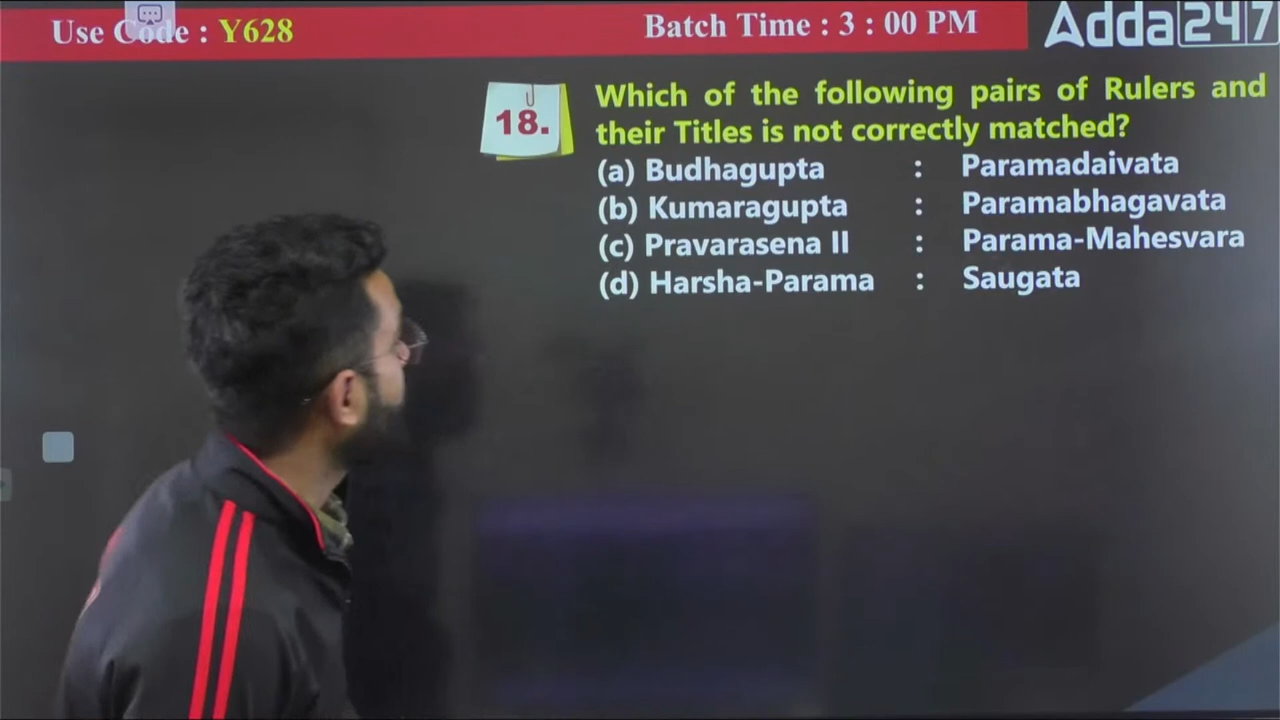 Use Code : Y628
Batch Time : 3 : 00 PM
Adda247
18. Which of the following pairs of Rulers and
their Titles is not correctly matched?
(a) Budhagupta : Paramadaivata
(b) Kumaragupta : Paramabhagavata
(c) Pravarasena II : Parama-Mahesvara
(d) Harsha-Parama : Saugata